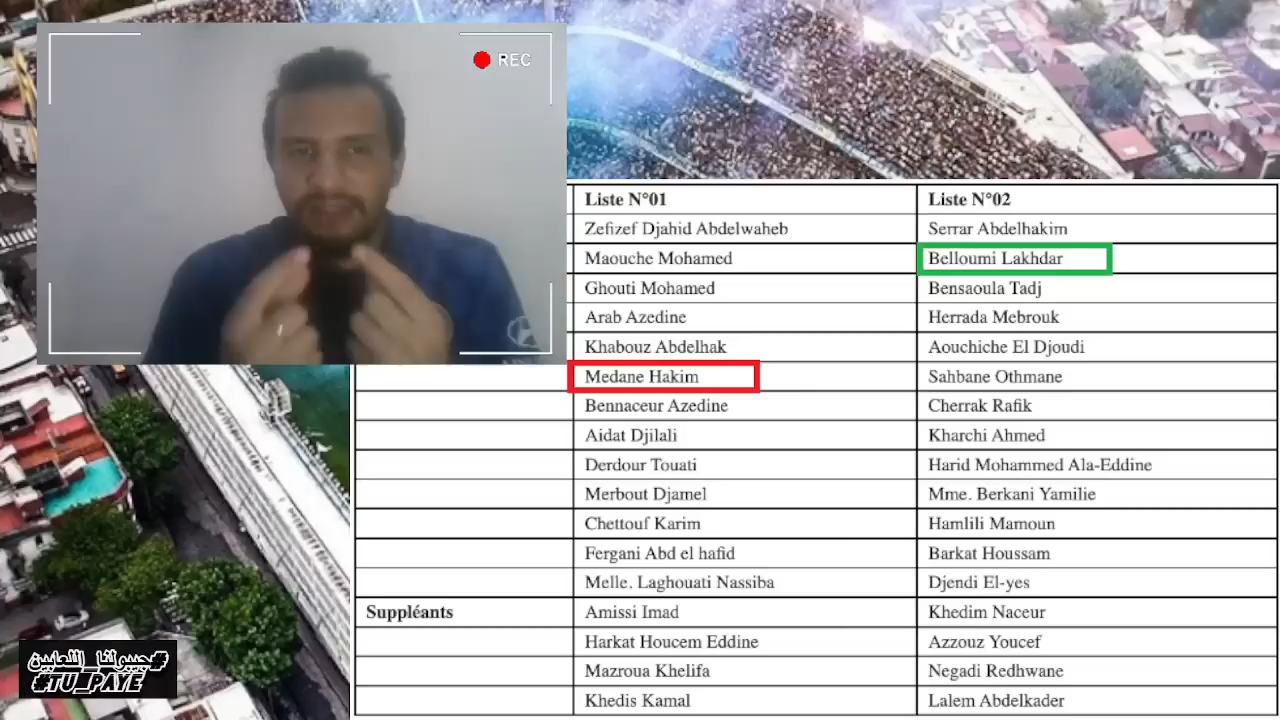 REC
Liste N°01 Liste N°02
Zefizef Djahid Abdelwaheb Serrar Abdelhakim
Maouche Mohamed Belloumi Lakhdar
Ghouti Mohamed Bensaoula Tadj
Arab Azedine Herrada Mebrouk
Khabouz Abdelhak Aouchiche El Djoudi
Medane Hakim Sahbane Othmane
Bennaceur Azedine Cherrak Rafik
Aidat Djilali Kharchi Ahmed
Derdour Touati Harid Mohammed Ala-Eddine
Merbout Djamel Mme. Berkani Yamilie
Chettouf Karim Hamlili Mamoun
Fergani Abd el hafid Barkat Houssam
Melle. Laghouati Nassiba Djendi El-yes
Suppléants Amissi Imad Khedim Naceur
Harkat Houcem Eddine Azzouz Youcef
Mazroua Khelifa Negadi Redhwane
Khedis Kamal Lalem Abdelkader
#جيبولنا_اللعابين
#TU_PAYE